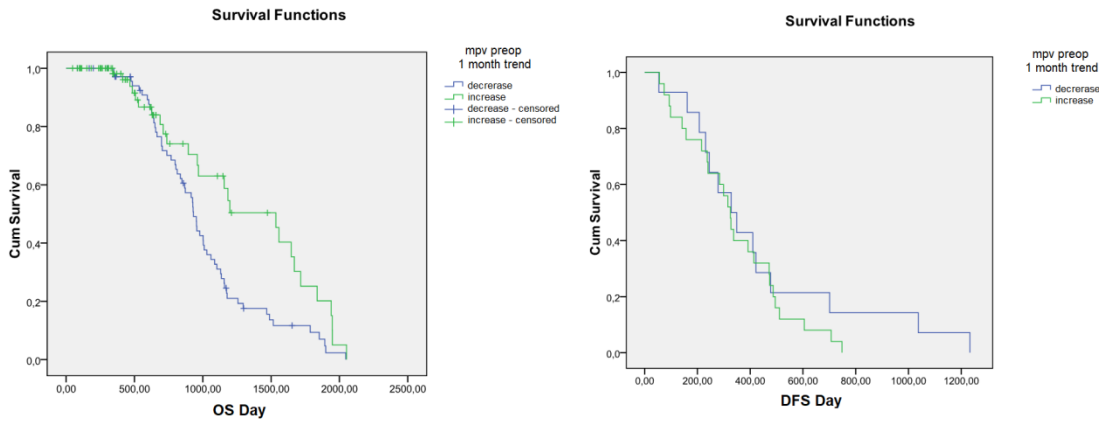 Survival Functions
mpv preop
1 month trend
decrerase
increase
decrease - censored
increase - censored
1,0
0,8
0,6
0,4
0,2
0,0
Cum Survival
0,00 500,00 1000,00 1500,00 2000,00 2500,00
OS Day
Survival Functions
mpv preop
1 month trend
decrerase
increase
1,0
0,8
0,6
0,4
0,2
0,0
Cum Survival
0,00 200,00 400,00 600,00 800,00 1000,00 1200,00
DFS Day